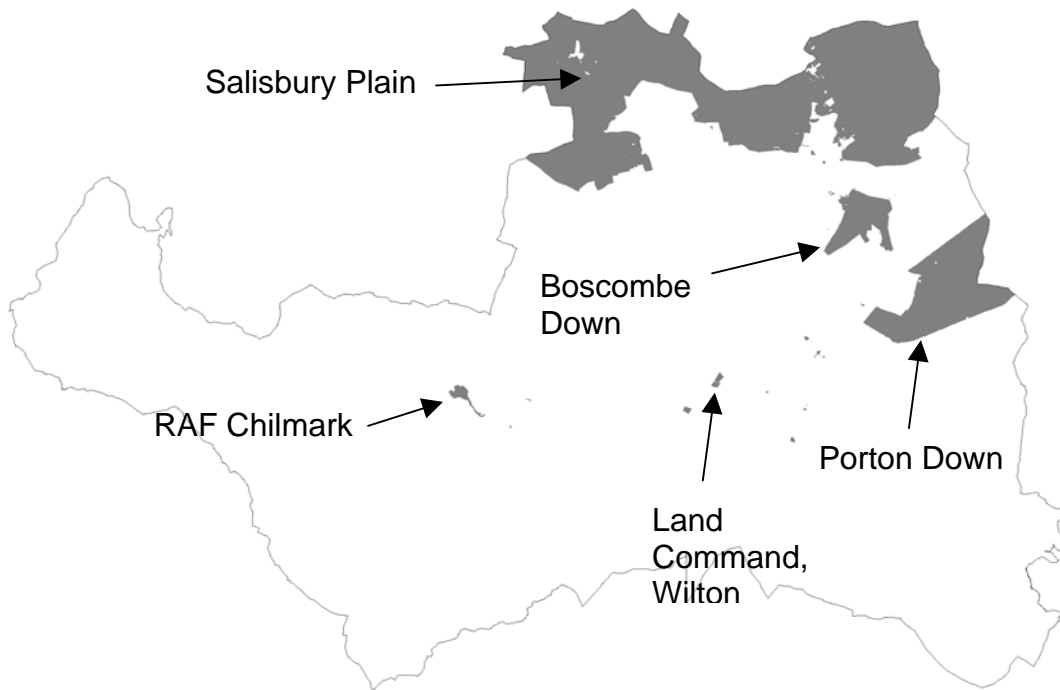 Salisbury Plain
Boscombe
Down
RAF Chilmark
Porton Down
Land
Command,
Wilton